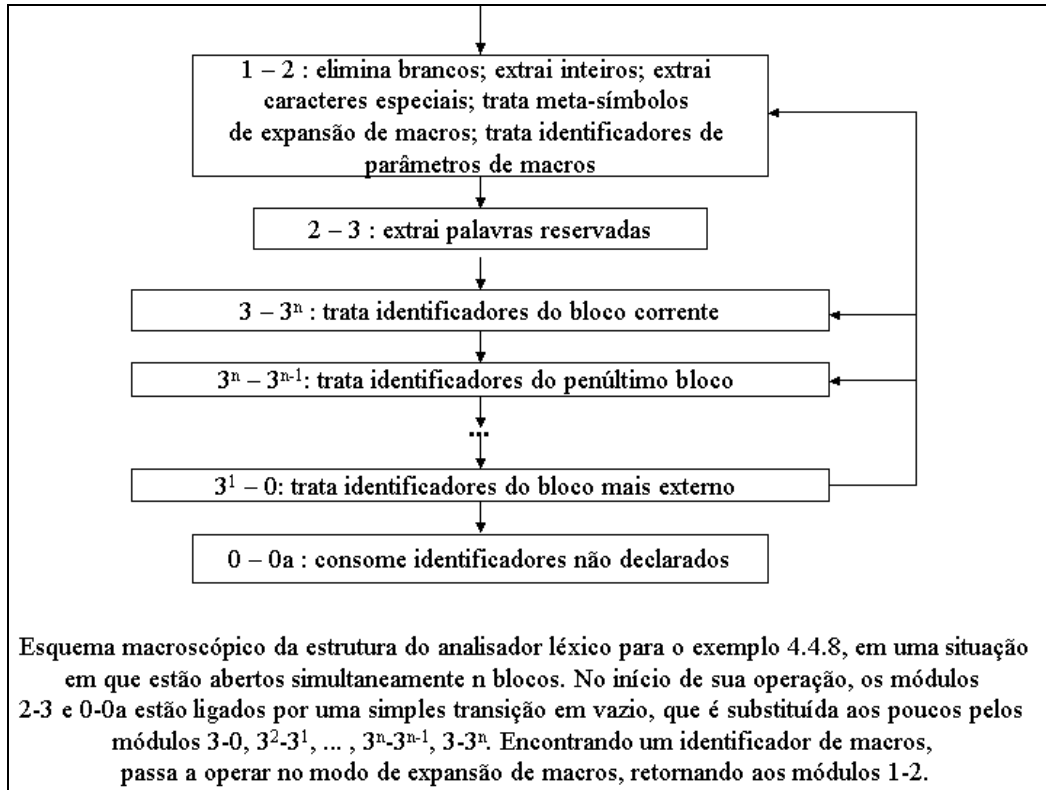 1 – 2 : elimina brancos; extrai inteiros; extrai
caracteres especiais; trata meta-símbolos
de expansão de macros; trata identificadores de
parâmetros de macros
2 – 3 : extrai palavras reservadas
3 – 3ⁿ : trata identificadores do bloco corrente
3ⁿ – 3ⁿ⁻¹: trata identificadores do penúltimo bloco
...
3¹ – 0: trata identificadores do bloco mais externo
0 – 0a : consome identificadores não declarados
Esquema macroscópico da estrutura do analisador léxico para o exemplo 4.4.8, em uma situação
em que estão abertos simultaneamente n blocos. No início de sua operação, os módulos
2-3 e 0-0a estão ligados por uma simples transição em vazio, que é substituída aos poucos pelos
módulos 3-0, 3²-3¹, ... , 3ⁿ-3ⁿ⁻¹, 3-3ⁿ. Encontrando um identificador de macros,
passa a operar no modo de expansão de macros, retornando aos módulos 1-2.